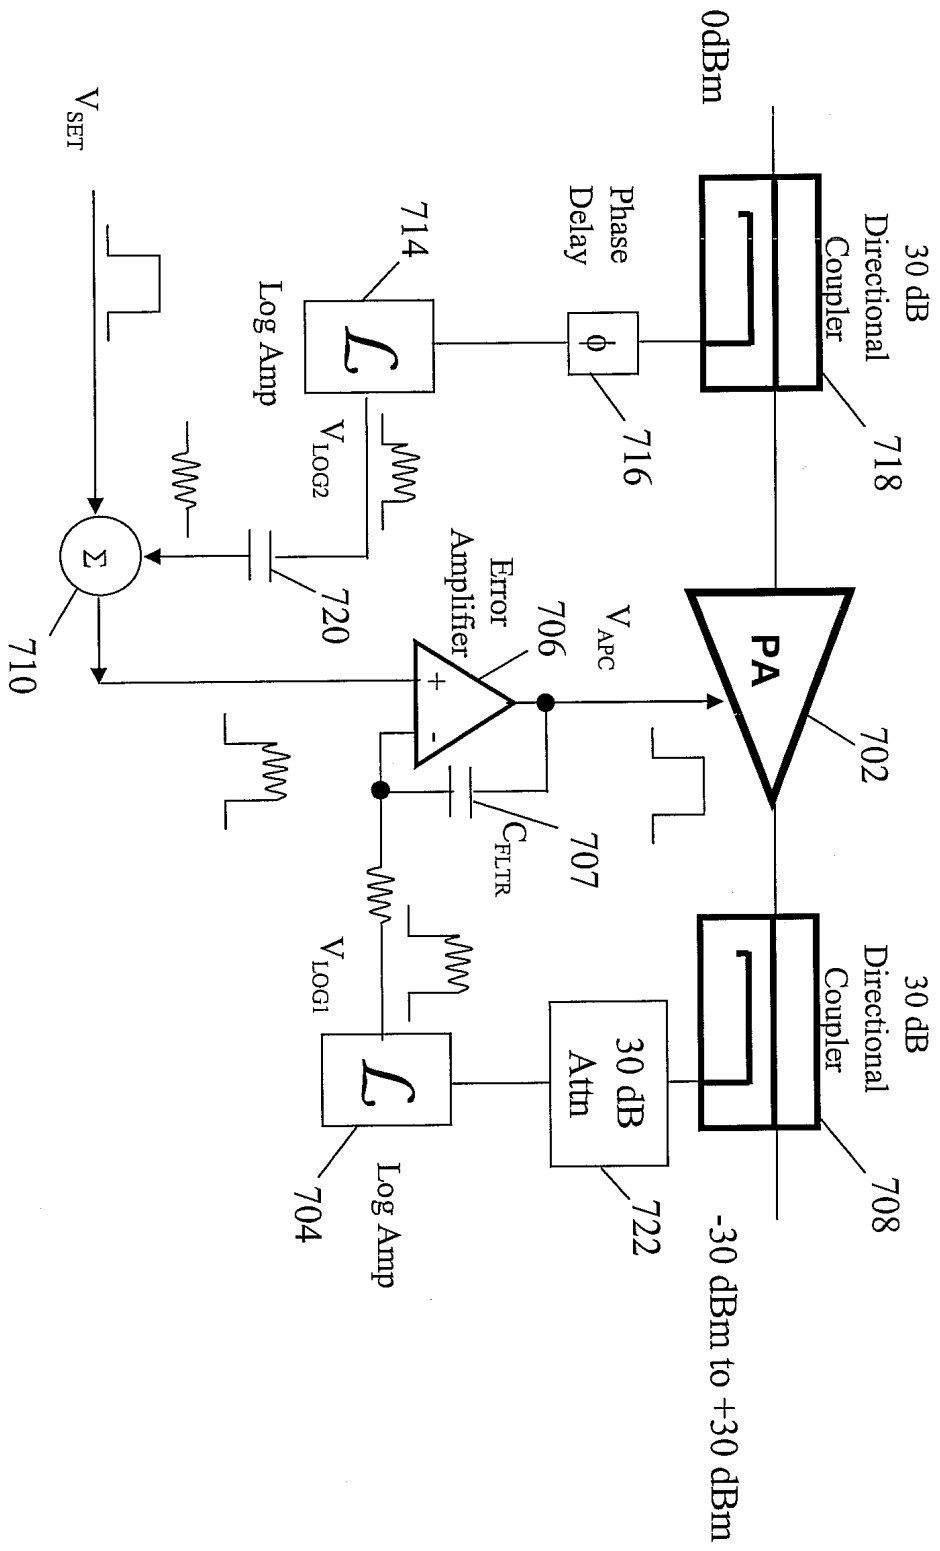 30 dB
Directional
Coupler
718
0dBm
Phase
Delay
ϕ
716
714
ℒ
Log Amp
V_LOG2
720
V_SET
Σ
710
PA
702
V_APC
706
Error
Amplifier
+
-
707
C_FLTR
30 dB
Directional
Coupler
708
-30 dBm to +30 dBm
30 dB
Attn
722
V_LOG1
ℒ
704
Log Amp